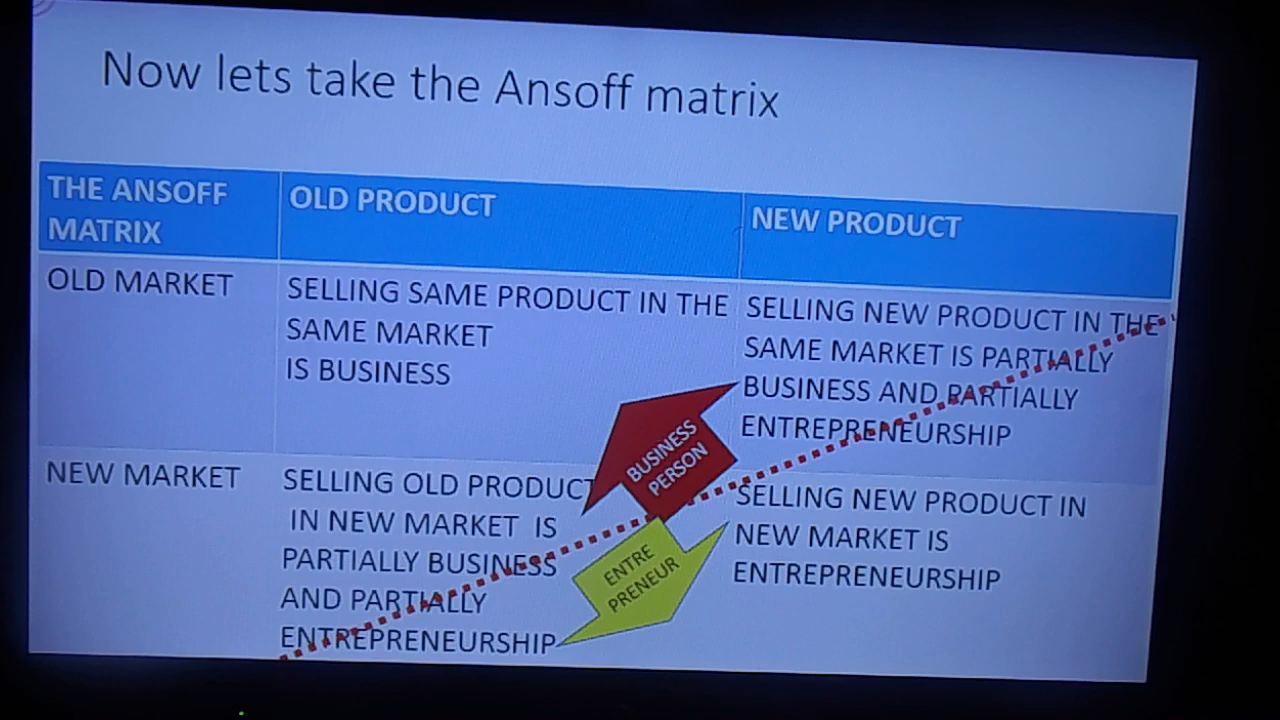 Now lets take the Ansoff matrix
THE ANSOFF
MATRIX
OLD PRODUCT
NEW PRODUCT
OLD MARKET
SELLING SAME PRODUCT IN THE
SAME MARKET
IS BUSINESS
SELLING NEW PRODUCT IN THE
SAME MARKET IS PARTIALLY
BUSINESS AND PARTIALLY
ENTREPRENEURSHIP
NEW MARKET
SELLING OLD PRODUCT
IN NEW MARKET IS
PARTIALLY BUSINESS
AND PARTIALLY
ENTREPRENEURSHIP
SELLING NEW PRODUCT IN
NEW MARKET IS
ENTREPRENEURSHIP
BUSINESS
PERSON
ENTRE
PRENEUR